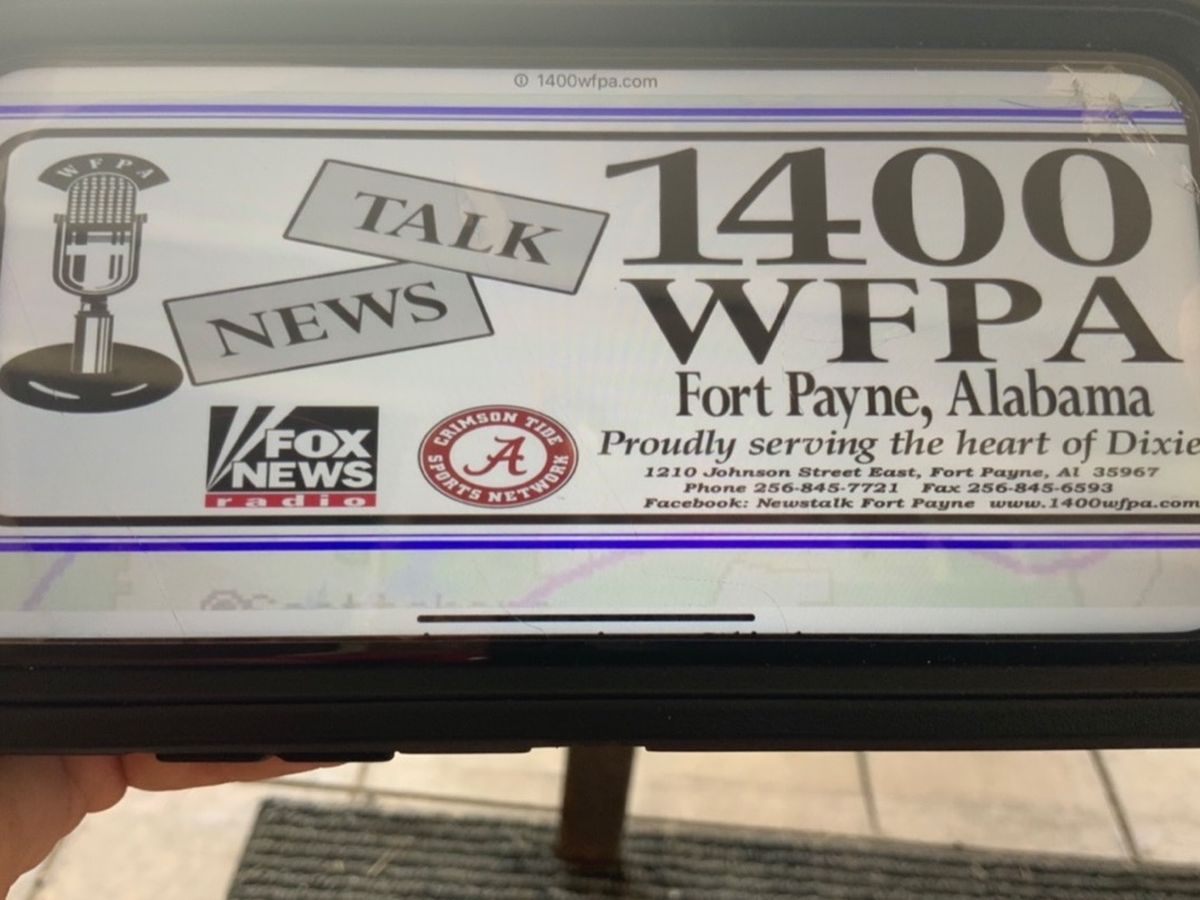 1400wfpa.com
WFPA
TALK
NEWS
1400
WFPA
Fort Payne, Alabama
Proudly serving the heart of Dixie
1210 Johnson Street East, Fort Payne, Al 35967
Phone 256-845-7721 Fax 256-845-6593
Facebook: Newstalk Fort Payne www.1400wfpa.com
FOX
NEWS
radio
CRIMSON TIDE
A
SPORTS NETWORK